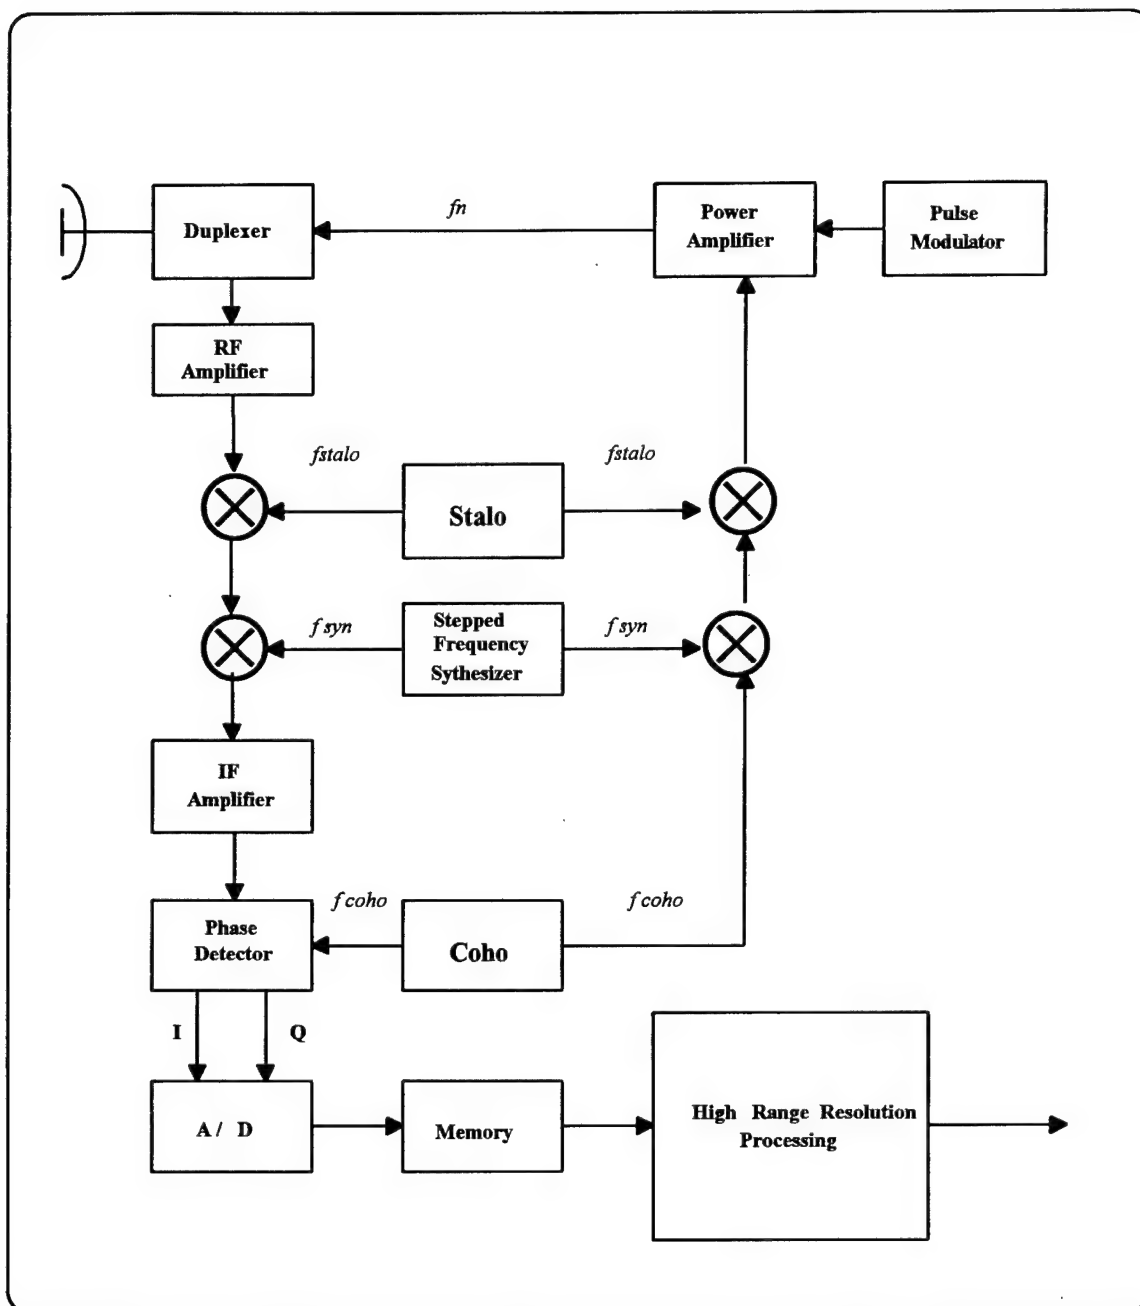 Duplexer
fn
Power
Amplifier
Pulse
Modulator
RF
Amplifier
fstalo
Stalo
fstalo
f syn
Stepped
Frequency
Sythesizer
f syn
IF
Amplifier
Phase
Detector
f coho
Coho
f coho
I
Q
A / D
Memory
High Range Resolution
Processing